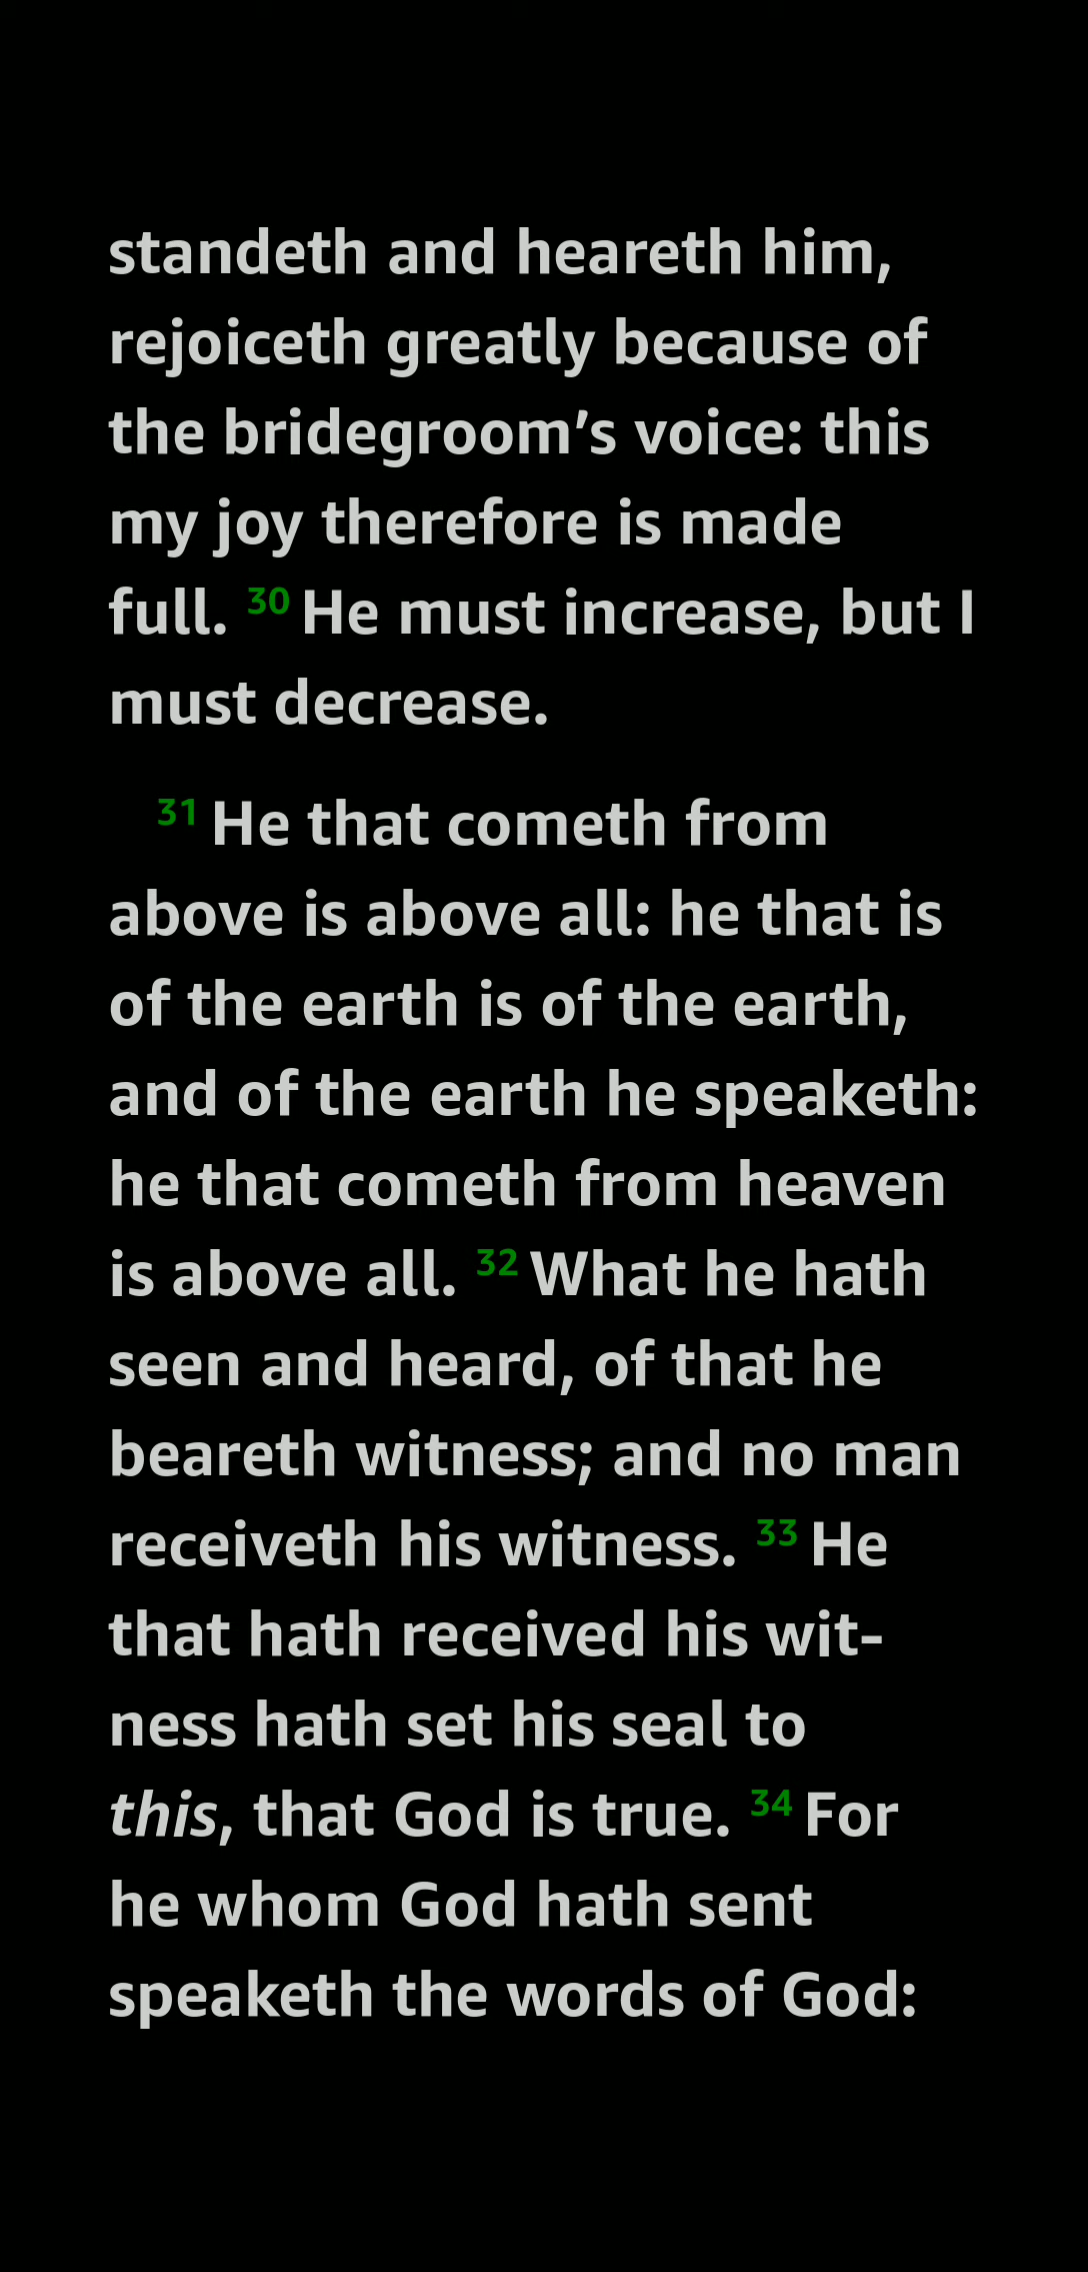 standeth and heareth him,
rejoiceth greatly because of
the bridegroom’s voice: this
my joy therefore is made
full. 30 He must increase, but I
must decrease.
31 He that cometh from
above is above all: he that is
of the earth is of the earth,
and of the earth he speaketh:
he that cometh from heaven
is above all. 32 What he hath
seen and heard, of that he
beareth witness; and no man
receiveth his witness. 33 He
that hath received his wit-
ness hath set his seal to
this, that God is true. 34 For
he whom God hath sent
speaketh the words of God: